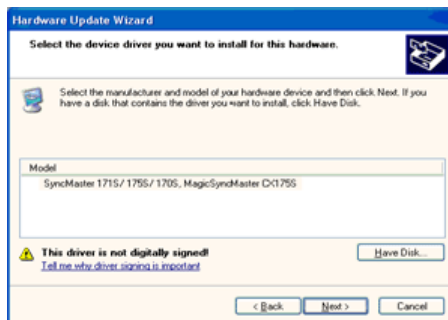 Hardware Update Wizard
Select the device driver you want to install for this hardware.
Select the manufacturer and model of your hardware device and then click Next. If you
have a disk that contains the driver you want to install, click Have Disk.
Model
SyncMaster 171S/ 175S/ 170S, MagicSyncMaster CX175S
This driver is not digitally signed!
Have Disk...
Tell me why driver signing is important
< Back
Next >
Cancel